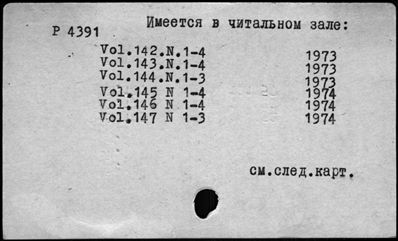 Имеется в читальном зале:
Р 4391
Vol.142.N.1-4 1973
Vol.143.N.1-4 1973
Vol.144.N.1-3 1973
Vol.145 N 1-4 1974
Vol.146 N 1-4 1974
Vol.147 N 1-3 1974
см.след.карт.